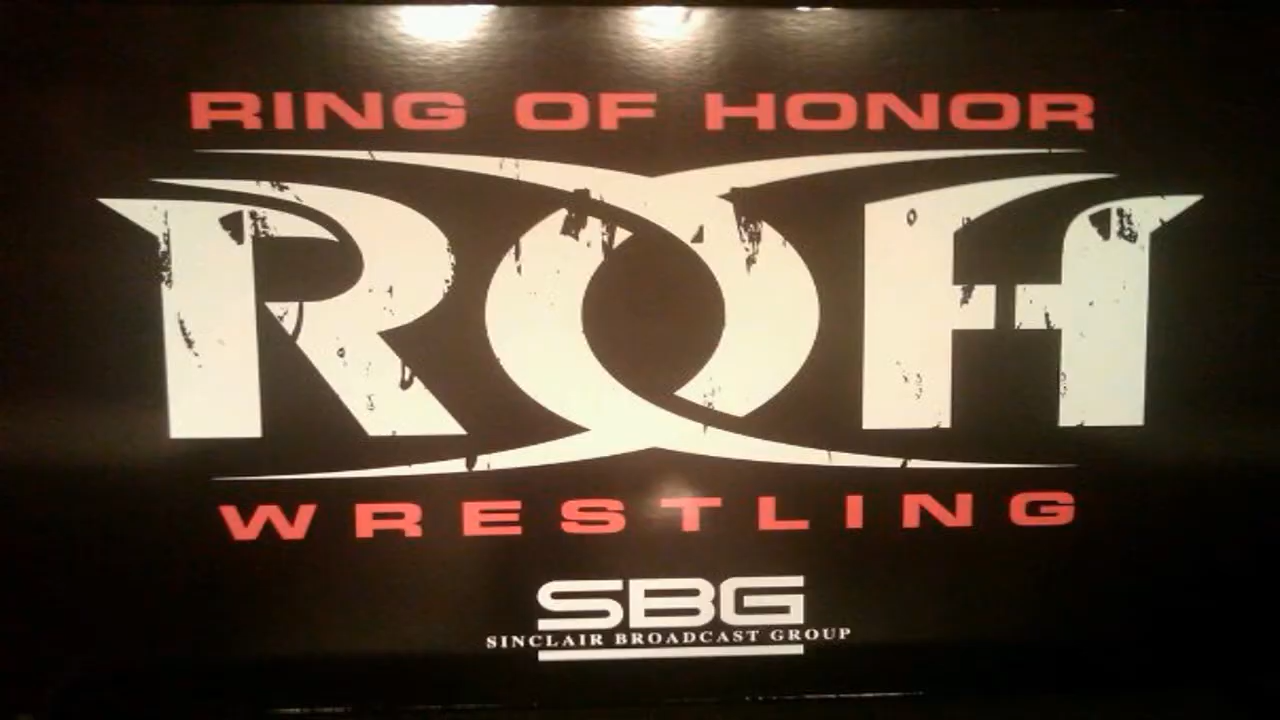 RING OF HONOR
ROH
WRESTLING
SBG
SINCLAIR BROADCAST GROUP